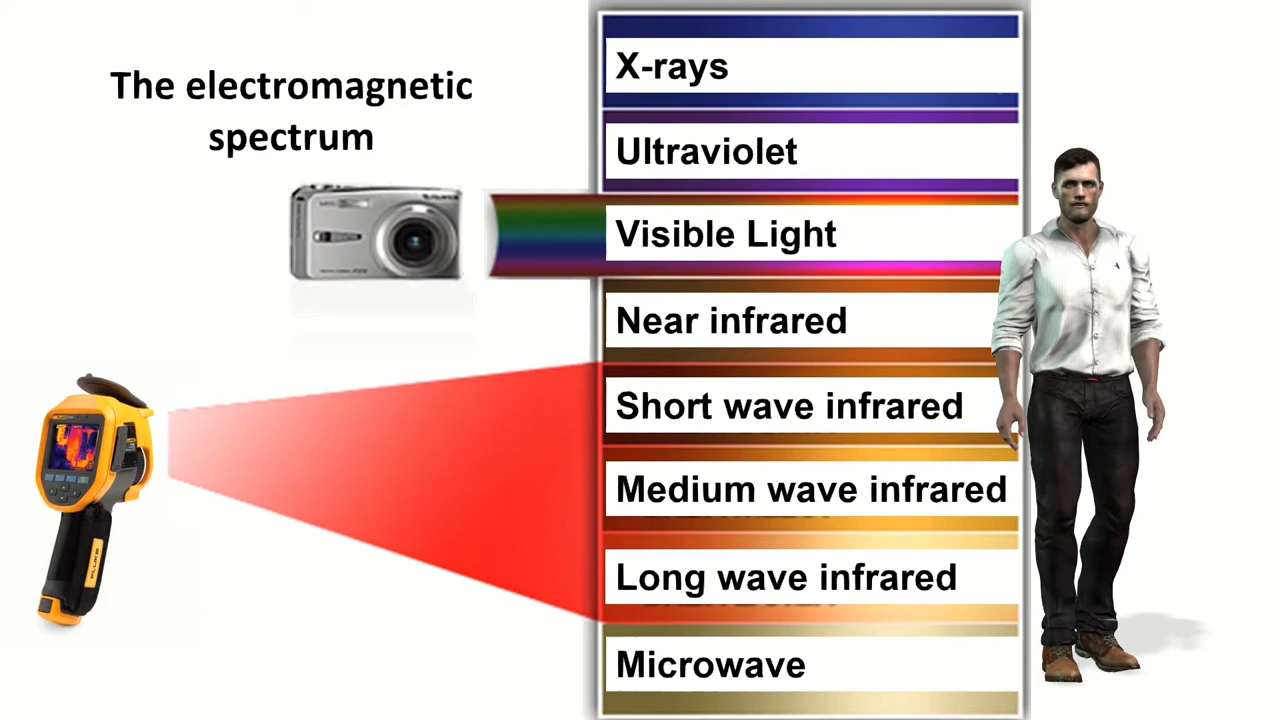 The electromagnetic
spectrum
X-rays
Ultraviolet
Visible Light
Near infrared
Short wave infrared
Medium wave infrared
Long wave infrared
Microwave
FLUKE